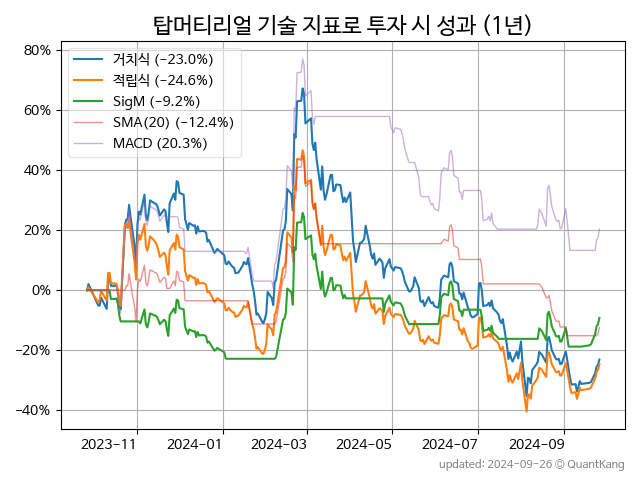 탑머티리얼 기술 지표로 투자 시 성과 (1년)
80%
60%
40%
20%
0%
−20%
−40%
거치식 (−23.0%)
적립식 (−24.6%)
SigM (−9.2%)
SMA(20) (−12.4%)
MACD (20.3%)
2023-11
2024-01
2024-03
2024-05
2024-07
2024-09
updated: 2024-09-26 © QuantKang